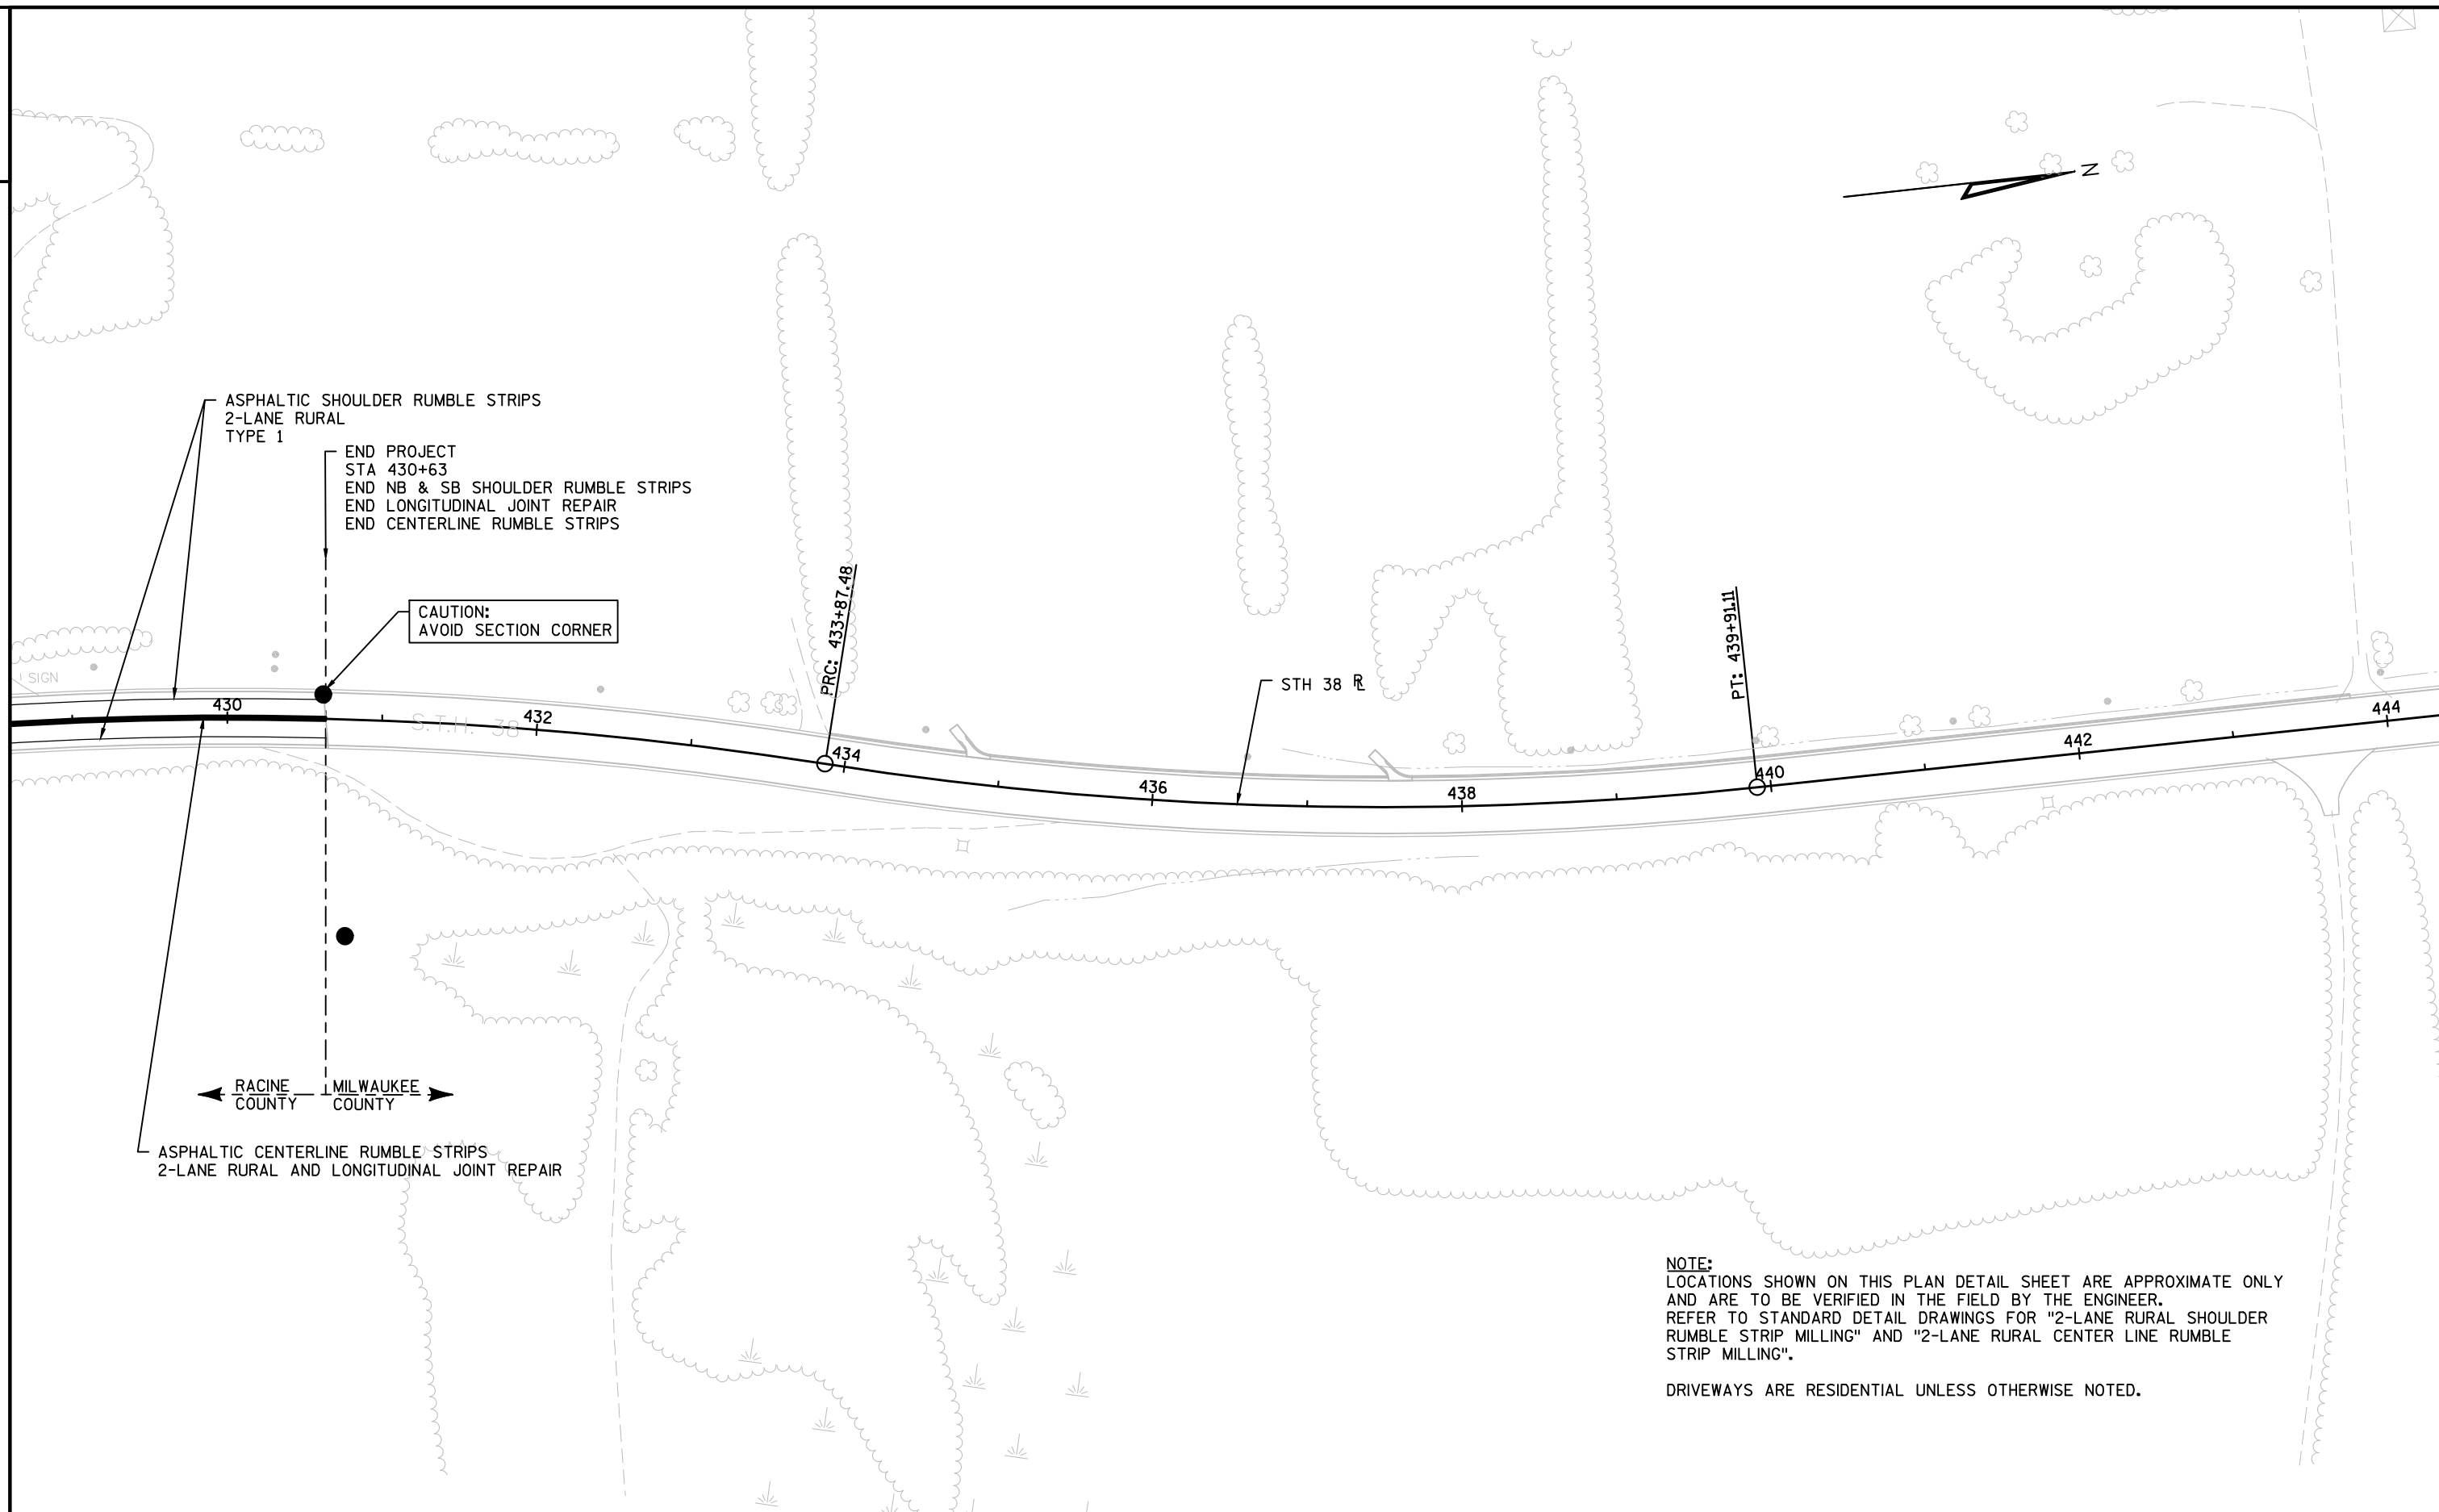 N
ASPHALTIC SHOULDER RUMBLE STRIPS
2-LANE RURAL
TYPE 1
END PROJECT
STA 430+63
END NB & SB SHOULDER RUMBLE STRIPS
END LONGITUDINAL JOINT REPAIR
END CENTERLINE RUMBLE STRIPS
CAUTION:
AVOID SECTION CORNER
PRC: 433+87.48
PT: 439+91.11
SIGN
STH 38 RL
430
S.T.H. 38
432
434
436
438
440
442
444
RACINE
COUNTY
MILWAUKEE
COUNTY
ASPHALTIC CENTERLINE RUMBLE STRIPS
2-LANE RURAL AND LONGITUDINAL JOINT REPAIR
NOTE:
LOCATIONS SHOWN ON THIS PLAN DETAIL SHEET ARE APPROXIMATE ONLY
AND ARE TO BE VERIFIED IN THE FIELD BY THE ENGINEER.
REFER TO STANDARD DETAIL DRAWINGS FOR "2-LANE RURAL SHOULDER
RUMBLE STRIP MILLING" AND "2-LANE RURAL CENTER LINE RUMBLE
STRIP MILLING".
DRIVEWAYS ARE RESIDENTIAL UNLESS OTHERWISE NOTED.